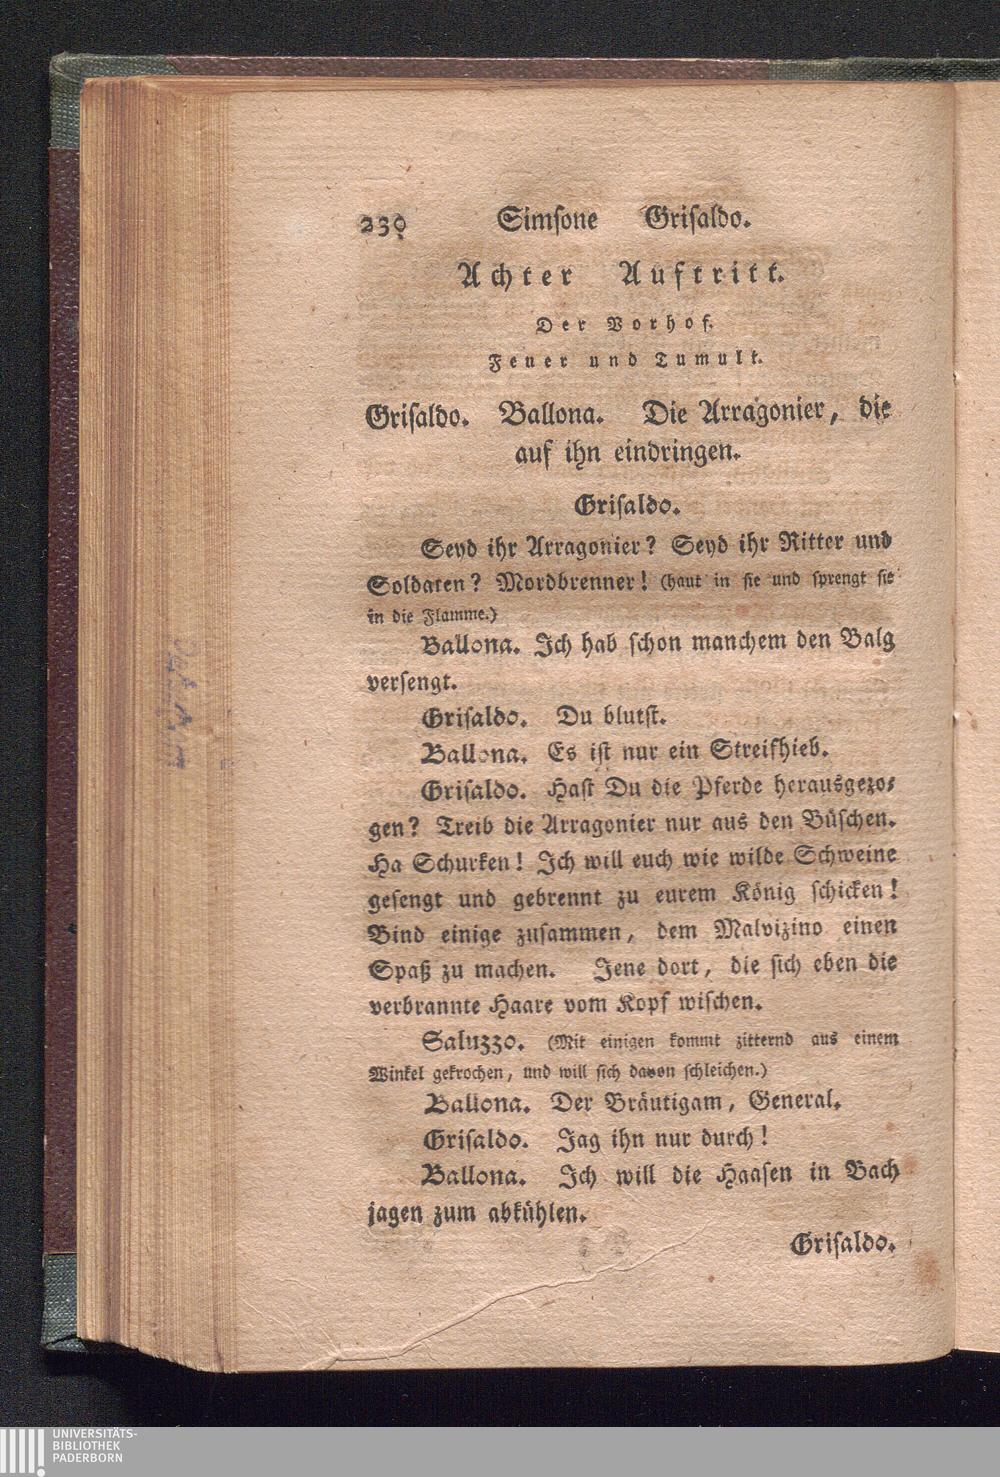 230 Simſone Griſaldo.
Achter Auftritt.
Der Vorhof.
Feuer und Tumult.
Griſaldo. Ballona. Die Arragonier, die
auf ihn eindringen.
Griſaldo.
Seyd ihr Arragonier? Seyd ihr Ritter und
Soldaten? Mordbrenner! (haut in ſie und ſprengt ſie
in die Flamme.)
Ballona. Ich hab ſchon manchem den Balg
verſengt.
Griſaldo. Du blutſt.
Ballona. Es iſt nur ein Streifhieb.
Griſaldo. Haſt Du die Pferde herausgezo⸗
gen? Treib die Arragonier nur aus den Büſchen.
Ha Schurken! Ich will euch wie wilde Schweine
geſengt und gebrennt zu eurem König ſchicken!
Bind einige zuſammen, dem Malvizino einen
Spaß zu machen. Jene dort, die ſich eben die
verbrannte Haare vom Kopf wiſchen.
Saluzzo. (Mit einigen kommt zitternd aus einem
Winkel gekrochen, und will ſich davon ſchleichen.)
Ballona. Der Bräutigam, General.
Griſaldo. Jag ihn nur durch!
Ballona. Ich will die Haaſen in Bach
jagen zum abkühlen.
Griſaldo.
UNIVERSITÄTS-
BIBLIOTHEK
PADERBORN